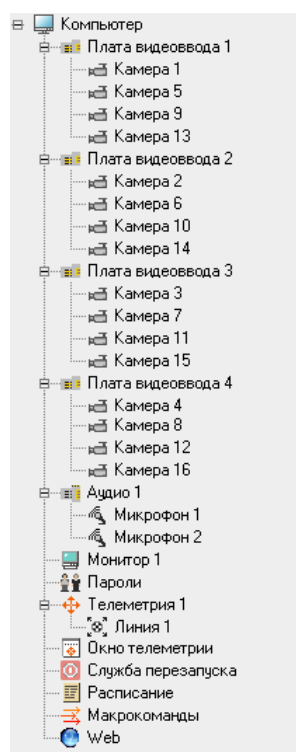 Компьютер
Плата видеоввода 1
Камера 1
Камера 5
Камера 9
Камера 13
Плата видеоввода 2
Камера 2
Камера 6
Камера 10
Камера 14
Плата видеоввода 3
Камера 3
Камера 7
Камера 11
Камера 15
Плата видеоввода 4
Камера 4
Камера 8
Камера 12
Камера 16
Аудио 1
Микрофон 1
Микрофон 2
Монитор 1
Пароли
Телеметрия 1
Линия 1
Окно телеметрии
Служба перезапуска
Расписание
Макрокоманды
Web